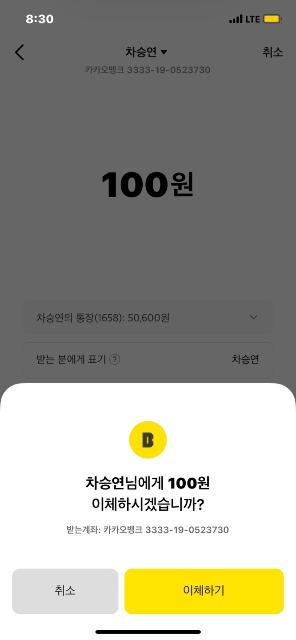 8:30 LTE
차승연 취소
카카오뱅크 3333-19-0523730
100원
차승연의 통장(1658): 50,600원
받는 분에게 표기 ? 차승연
B
차승연님에게 100원
이체하시겠습니까?
받는계좌: 카카오뱅크 3333-19-0523730
취소 이체하기